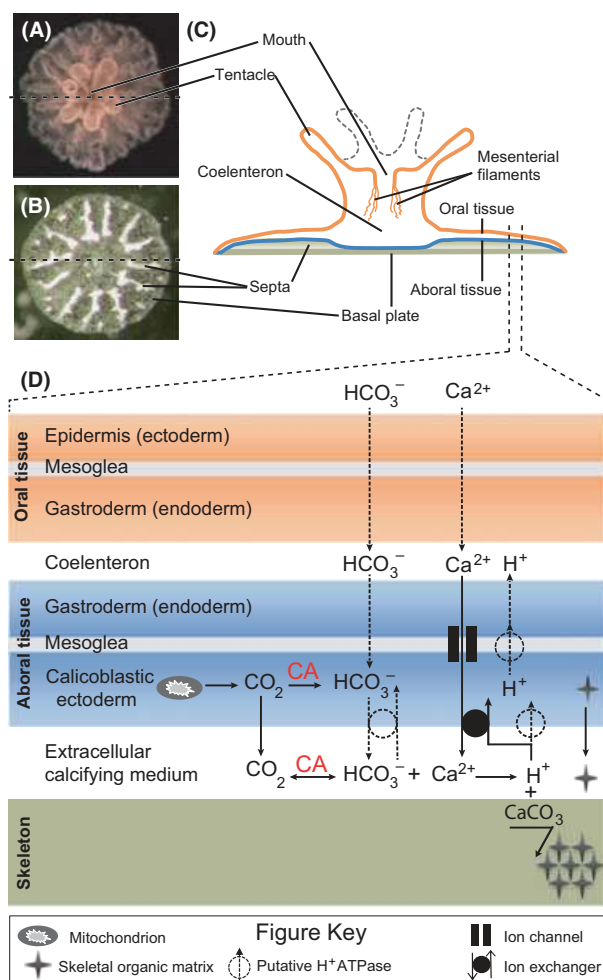 (A)
(C)
Mouth
Tentacle
Coelenteron
Mesenterial
filaments
(B)
Oral tissue
Septa
Aboral tissue
Basal plate
(D)
HCO₃⁻ Ca²⁺
Oral tissue
Epidermis (ectoderm)
Mesoglea
Gastroderm (endoderm)
Coelenteron HCO₃⁻ Ca²⁺ H⁺
Aboral tissue
Gastroderm (endoderm)
Mesoglea
Calicoblastic
ectoderm
CO₂ CA HCO₃⁻ H⁺
Extracellular
calcifying medium
CO₂ CA HCO₃⁻ + Ca²⁺ H⁺
+
CaCO₃
Skeleton
Figure Key
Mitochondrion
Ion channel
Skeletal organic matrix
Putative H⁺ATPase
Ion exchanger